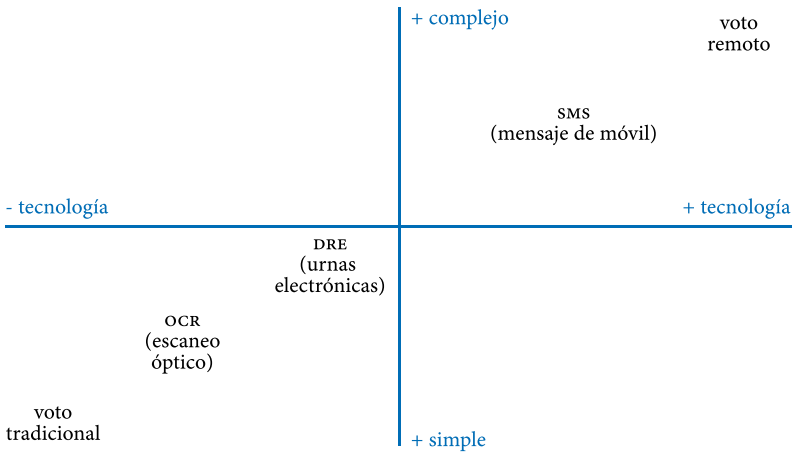 + complejo
voto
remoto
SMS
(mensaje de móvil)
- tecnología
+ tecnología
DRE
(urnas
electrónicas)
OCR
(escaneo
óptico)
voto
tradicional
+ simple